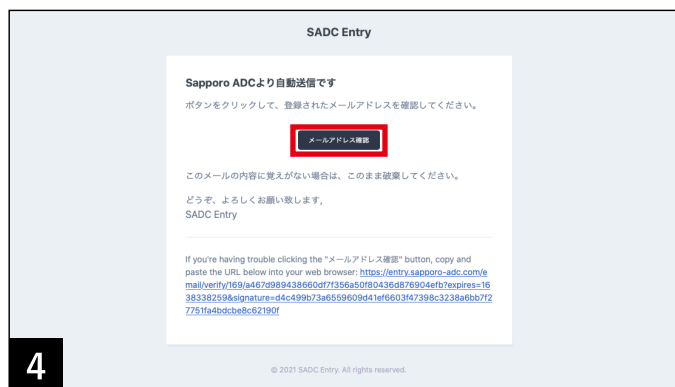 SADC Entry
Sapporo ADCより自動送信です
ボタンをクリックして、登録されたメールアドレスを確認してください。
メールアドレス確認
このメールの内容に覚えがない場合は、このまま破棄してください。
どうぞ、よろしくお願い致します,
SADC Entry
If you're having trouble clicking the "メールアドレス確認" button, copy and
paste the URL below into your web browser: https://entry.sapporo-adc.com/e
mail/verify/169/a467d989438660df7f356a50f80436d876904efb?expires=16
38338259&signature=d4c499b73a6559609d41ef6603f47398c3238a6bb7f2
7751fa4bdcbe8c62190f
4
© 2021 SADC Entry. All rights reserved.